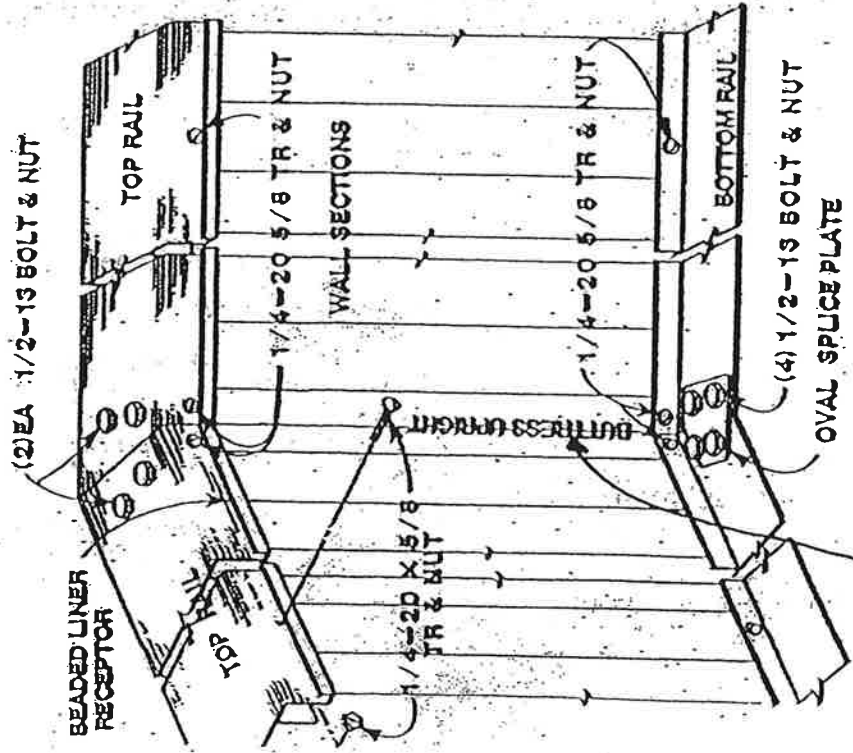 (2)EA 1/2-13 BOLT & NUT
TOP RAIL
BEADED LINER
RECEPTOR
TOP RAIL
1/4-20 5/8 TR & NUT
WALL SECTIONS
1/4-20 X 5/8
TR & NUT
BUTTRESS UPRIGHT
1/4-20 5/8 TR & NUT
BOTTOM RAIL
(4) 1/2-13 BOLT & NUT
OVAL SPLICE PLATE